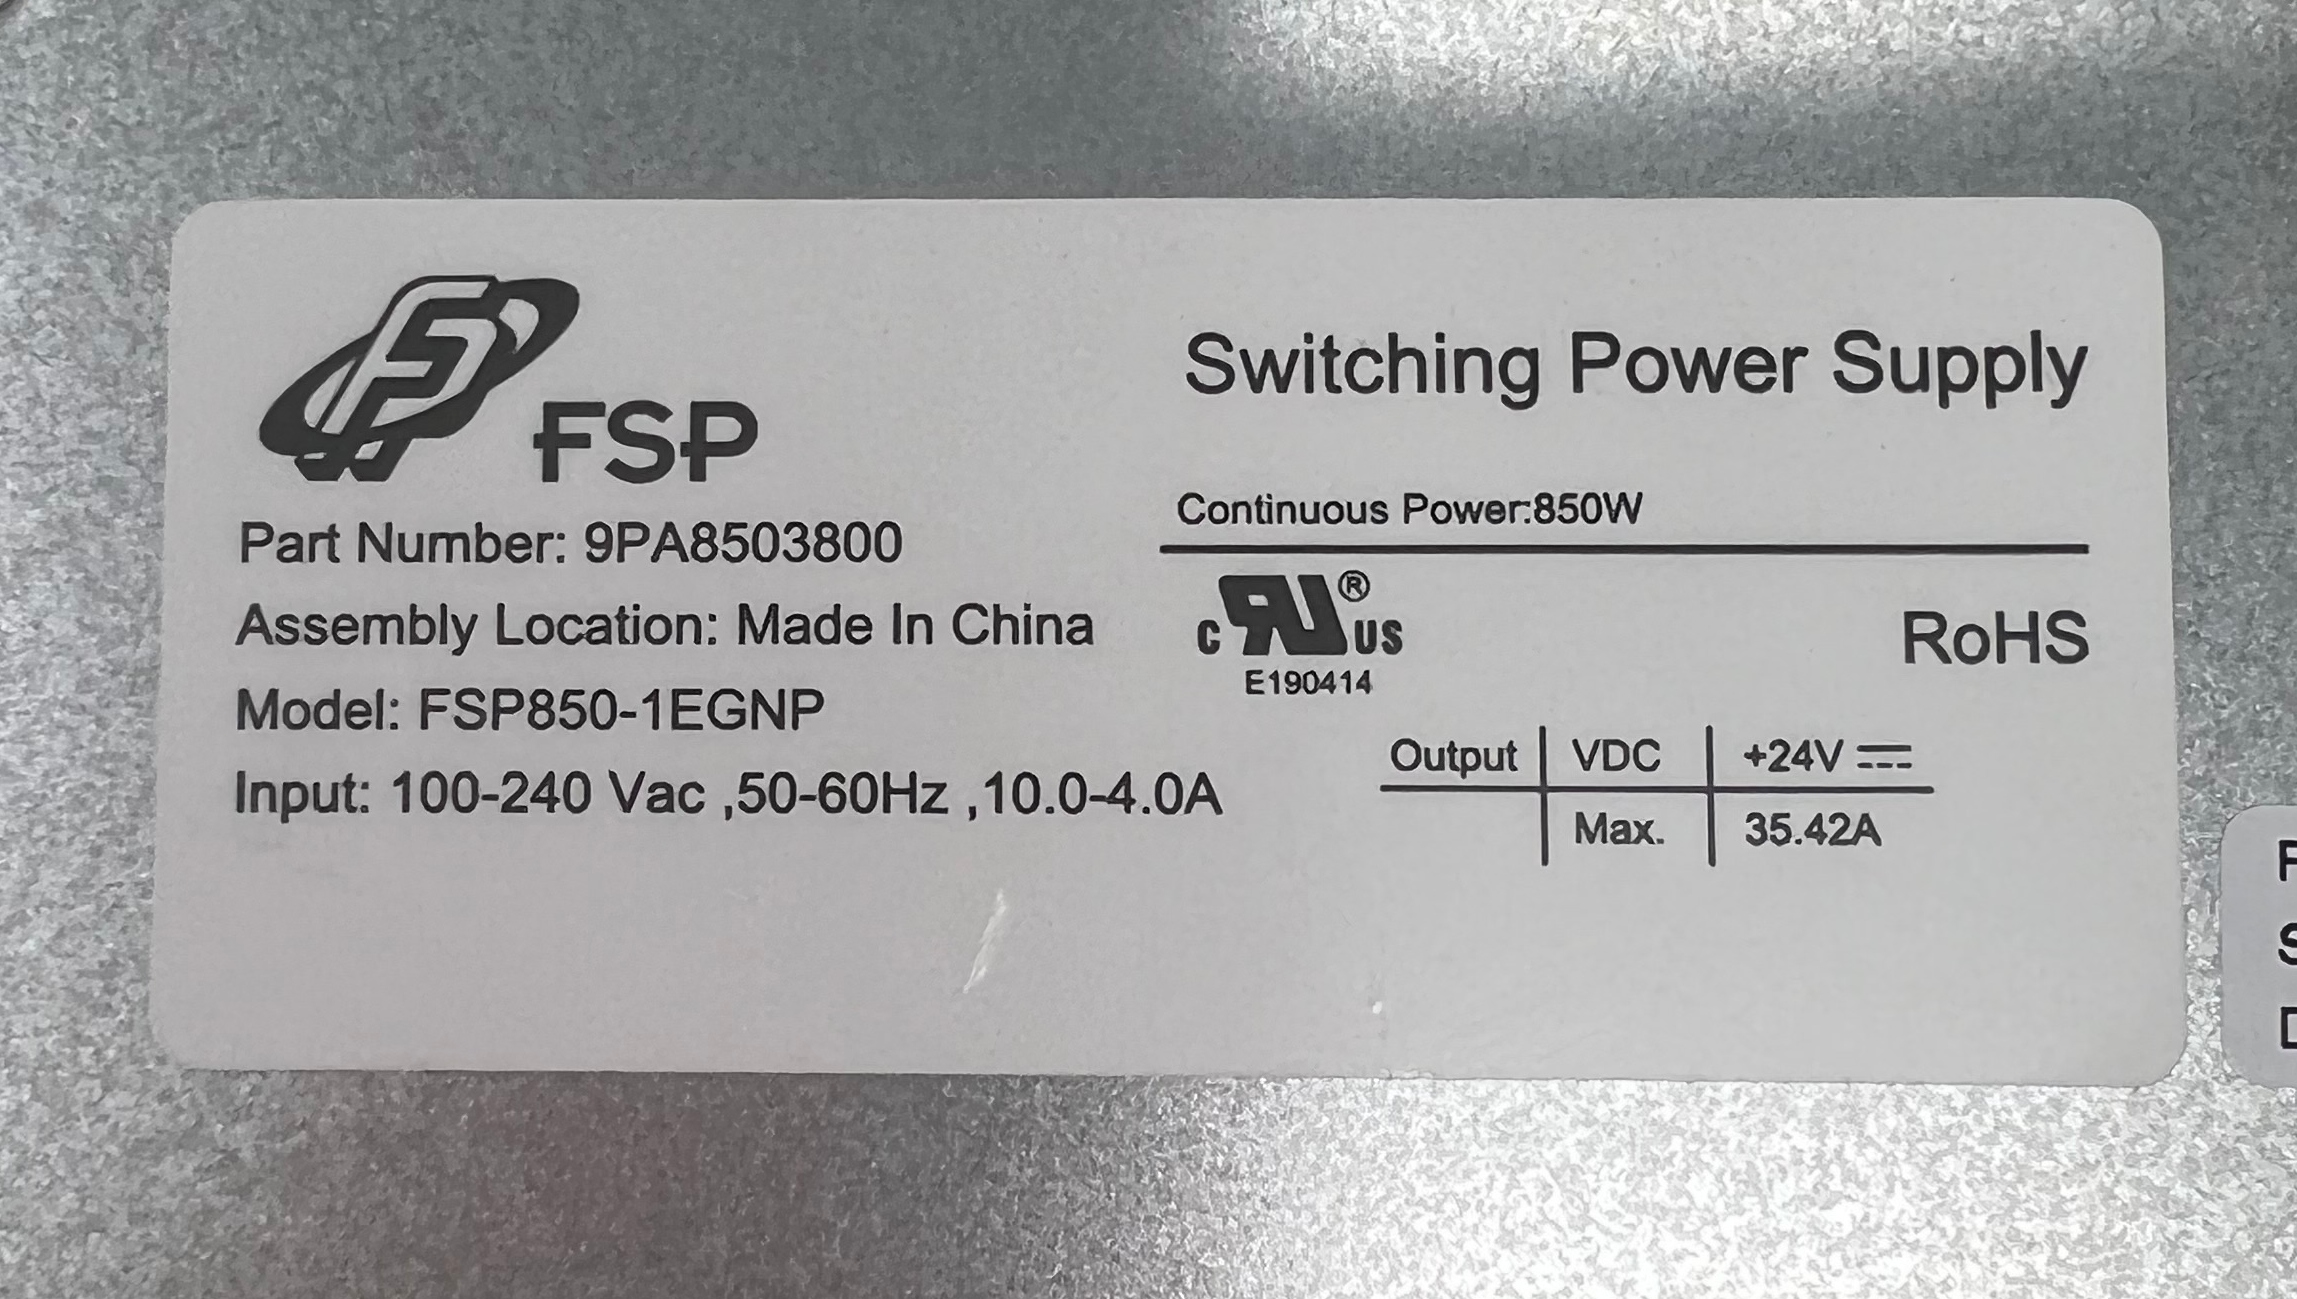 FSP
Switching Power Supply
Continuous Power:850W
Part Number: 9PA8503800
Assembly Location: Made In China
Model: FSP850-1EGNP
Input: 100-240 Vac ,50-60Hz ,10.0-4.0A
C RU® US
E190414
RoHS
Output VDC +24V
Max. 35.42A